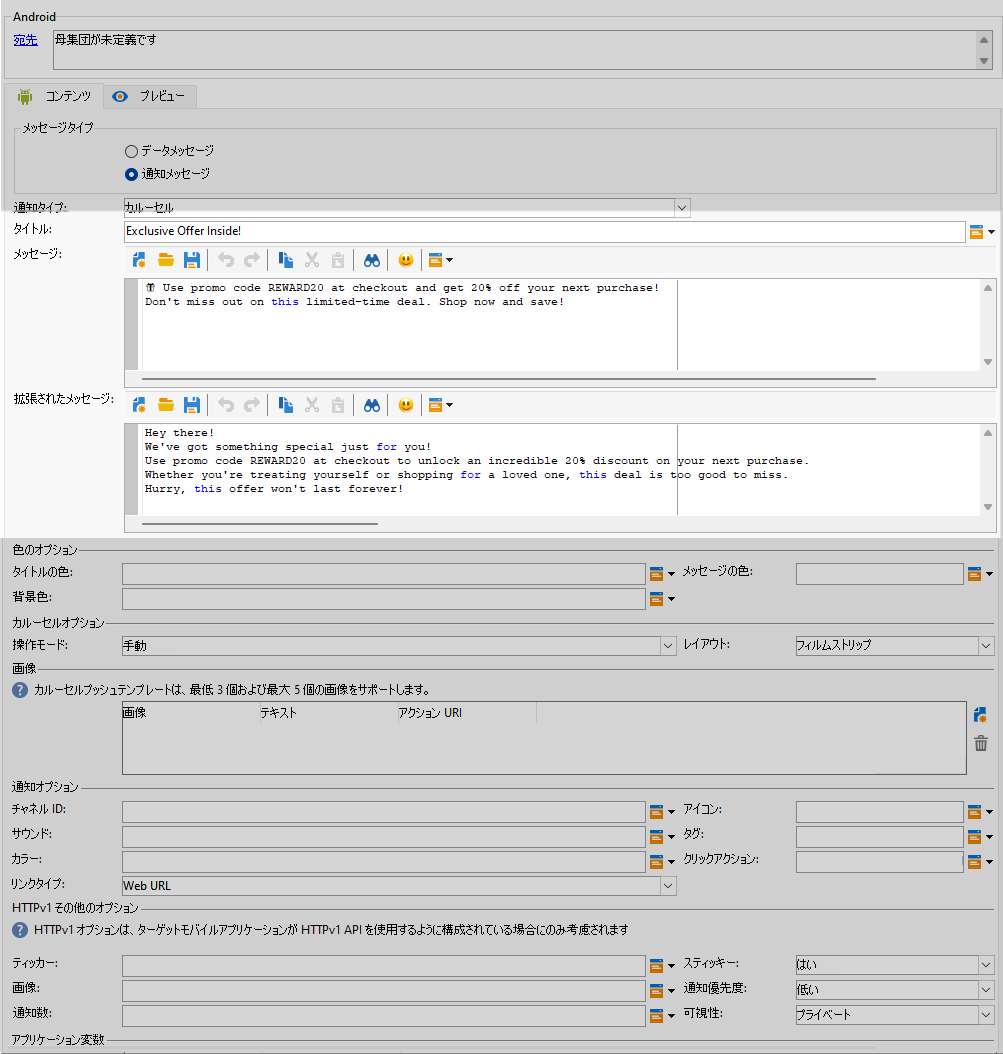 Android
宛先 母集団が未定義です
コンテンツ プレビュー
メッセージタイプ
データメッセージ
通知メッセージ
通知タイプ: カルーセル
タイトル: Exclusive Offer Inside!
メッセージ:
Use promo code REWARD20 at checkout and get 20% off your next purchase!
Don't miss out on this limited-time deal. Shop now and save!
拡張されたメッセージ:
Hey there!
We've got something special just for you!
Use promo code REWARD20 at checkout to unlock an incredible 20% discount on your next purchase.
Whether you're treating yourself or shopping for a loved one, this deal is too good to miss.
Hurry, this offer won't last forever!
色のオプション
タイトルの色: メッセージの色:
背景色:
カルーセルオプション
操作モード: 手動 レイアウト: フィルムストリップ
画像
カルーセルプッシュテンプレートは、最低 3 個および最大 5 個の画像をサポートします。
画像 テキスト アクション URI
通知オプション
チャネル ID: アイコン:
サウンド: タグ:
カラー: クリックアクション:
リンクタイプ: Web URL
HTTPv1 その他のオプション
HTTPv1 オプションは、ターゲットモバイルアプリケーションが HTTPv1 API を使用するように構成されている場合にのみ考慮されます
ティッカー: スティッキー: はい
画像: 通知優先度: 低い
通知数: 可視性: プライベート
アプリケーション変数